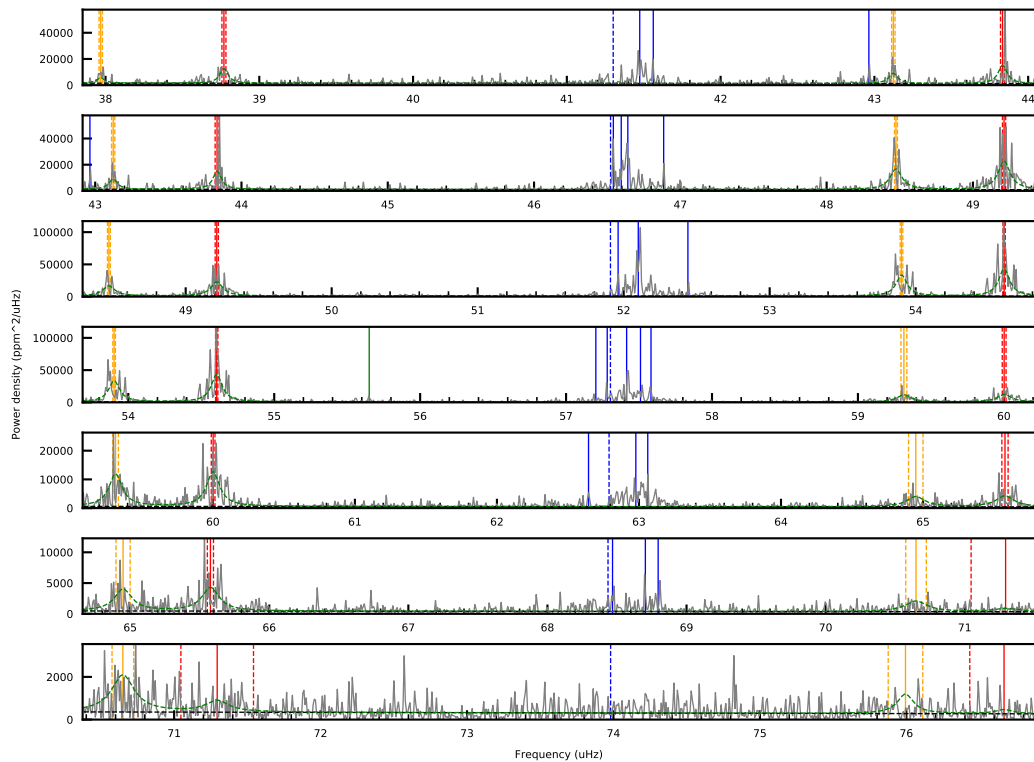 60000
40000
20000
0
38 39 40 41 42 43 44
40000
20000
0
43 44 45 46 47 48 49
100000
50000
0
49 50 51 52 53 54
Power density (ppm^2/uHz)
100000
50000
0
54 55 56 57 58 59 60
20000
10000
0
60 61 62 63 64 65
10000
5000
0
65 66 67 68 69 70 71
2000
0
71 72 73 74 75 76
Frequency (uHz)